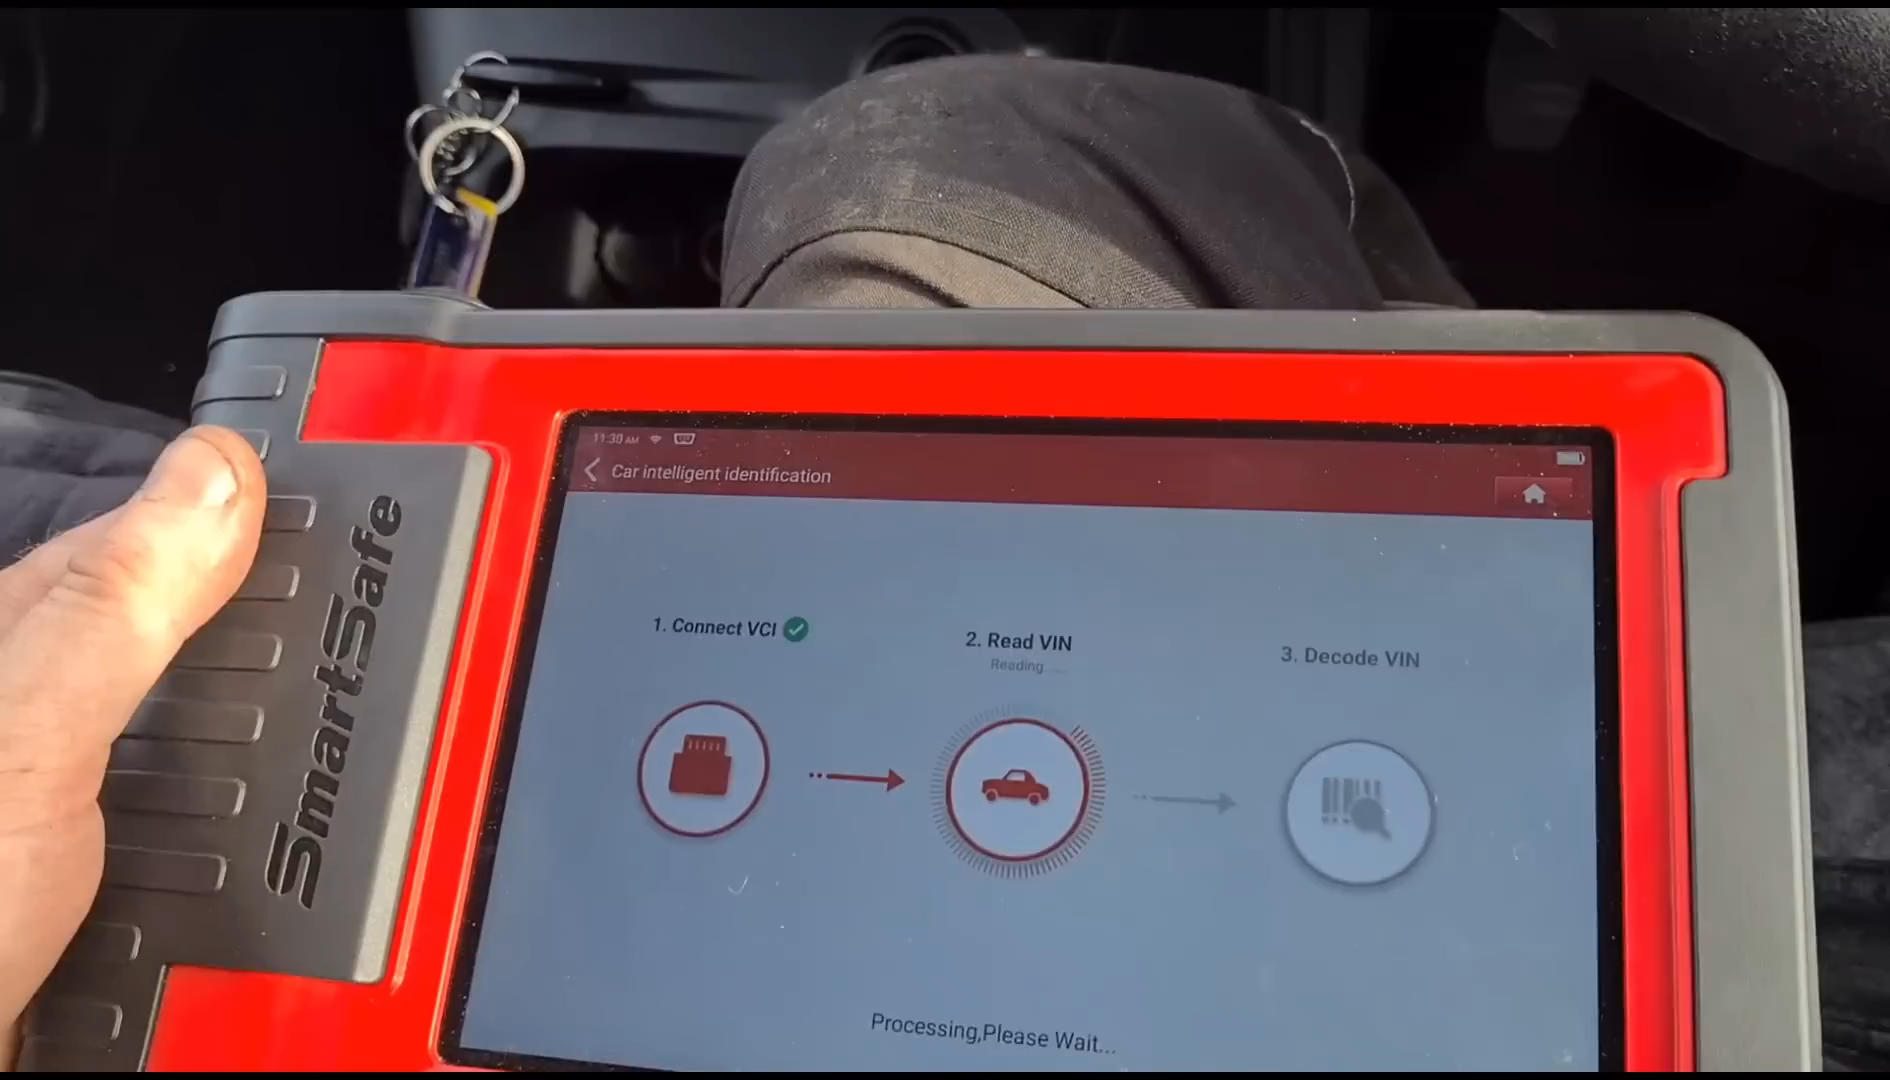 11:30 AM
Car intelligent identification
1. Connect VCI
2. Read VIN
Reading.....
3. Decode VIN
Processing,Please Wait...
SmartSafe